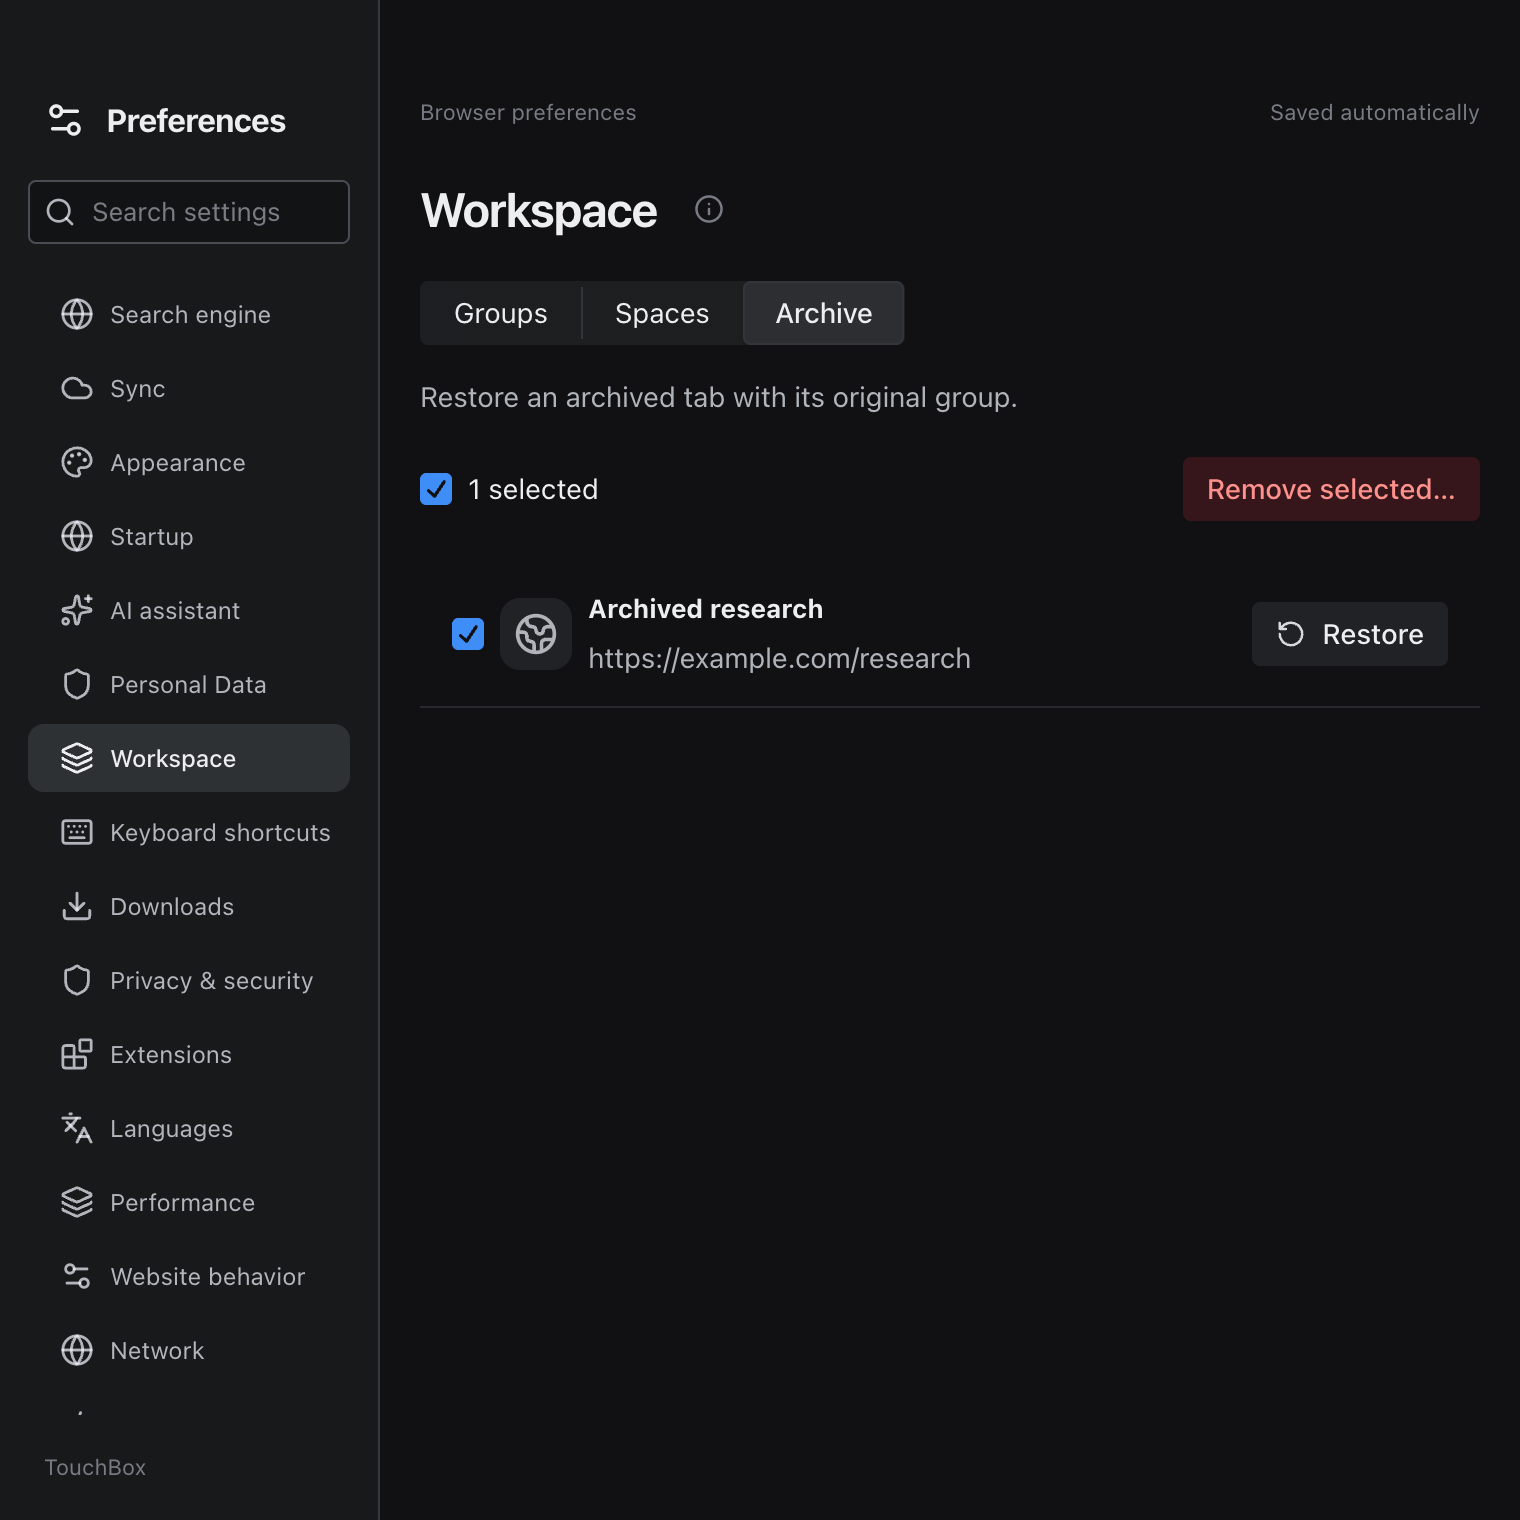 Preferences
Search settings
Search engine
Sync
Appearance
Startup
AI assistant
Personal Data
Workspace
Keyboard shortcuts
Downloads
Privacy & security
Extensions
Languages
Performance
Website behavior
Network
TouchBox
Browser preferences
Saved automatically
Workspace
Groups
Spaces
Archive
Restore an archived tab with its original group.
1 selected
Remove selected...
Archived research
https://example.com/research
Restore